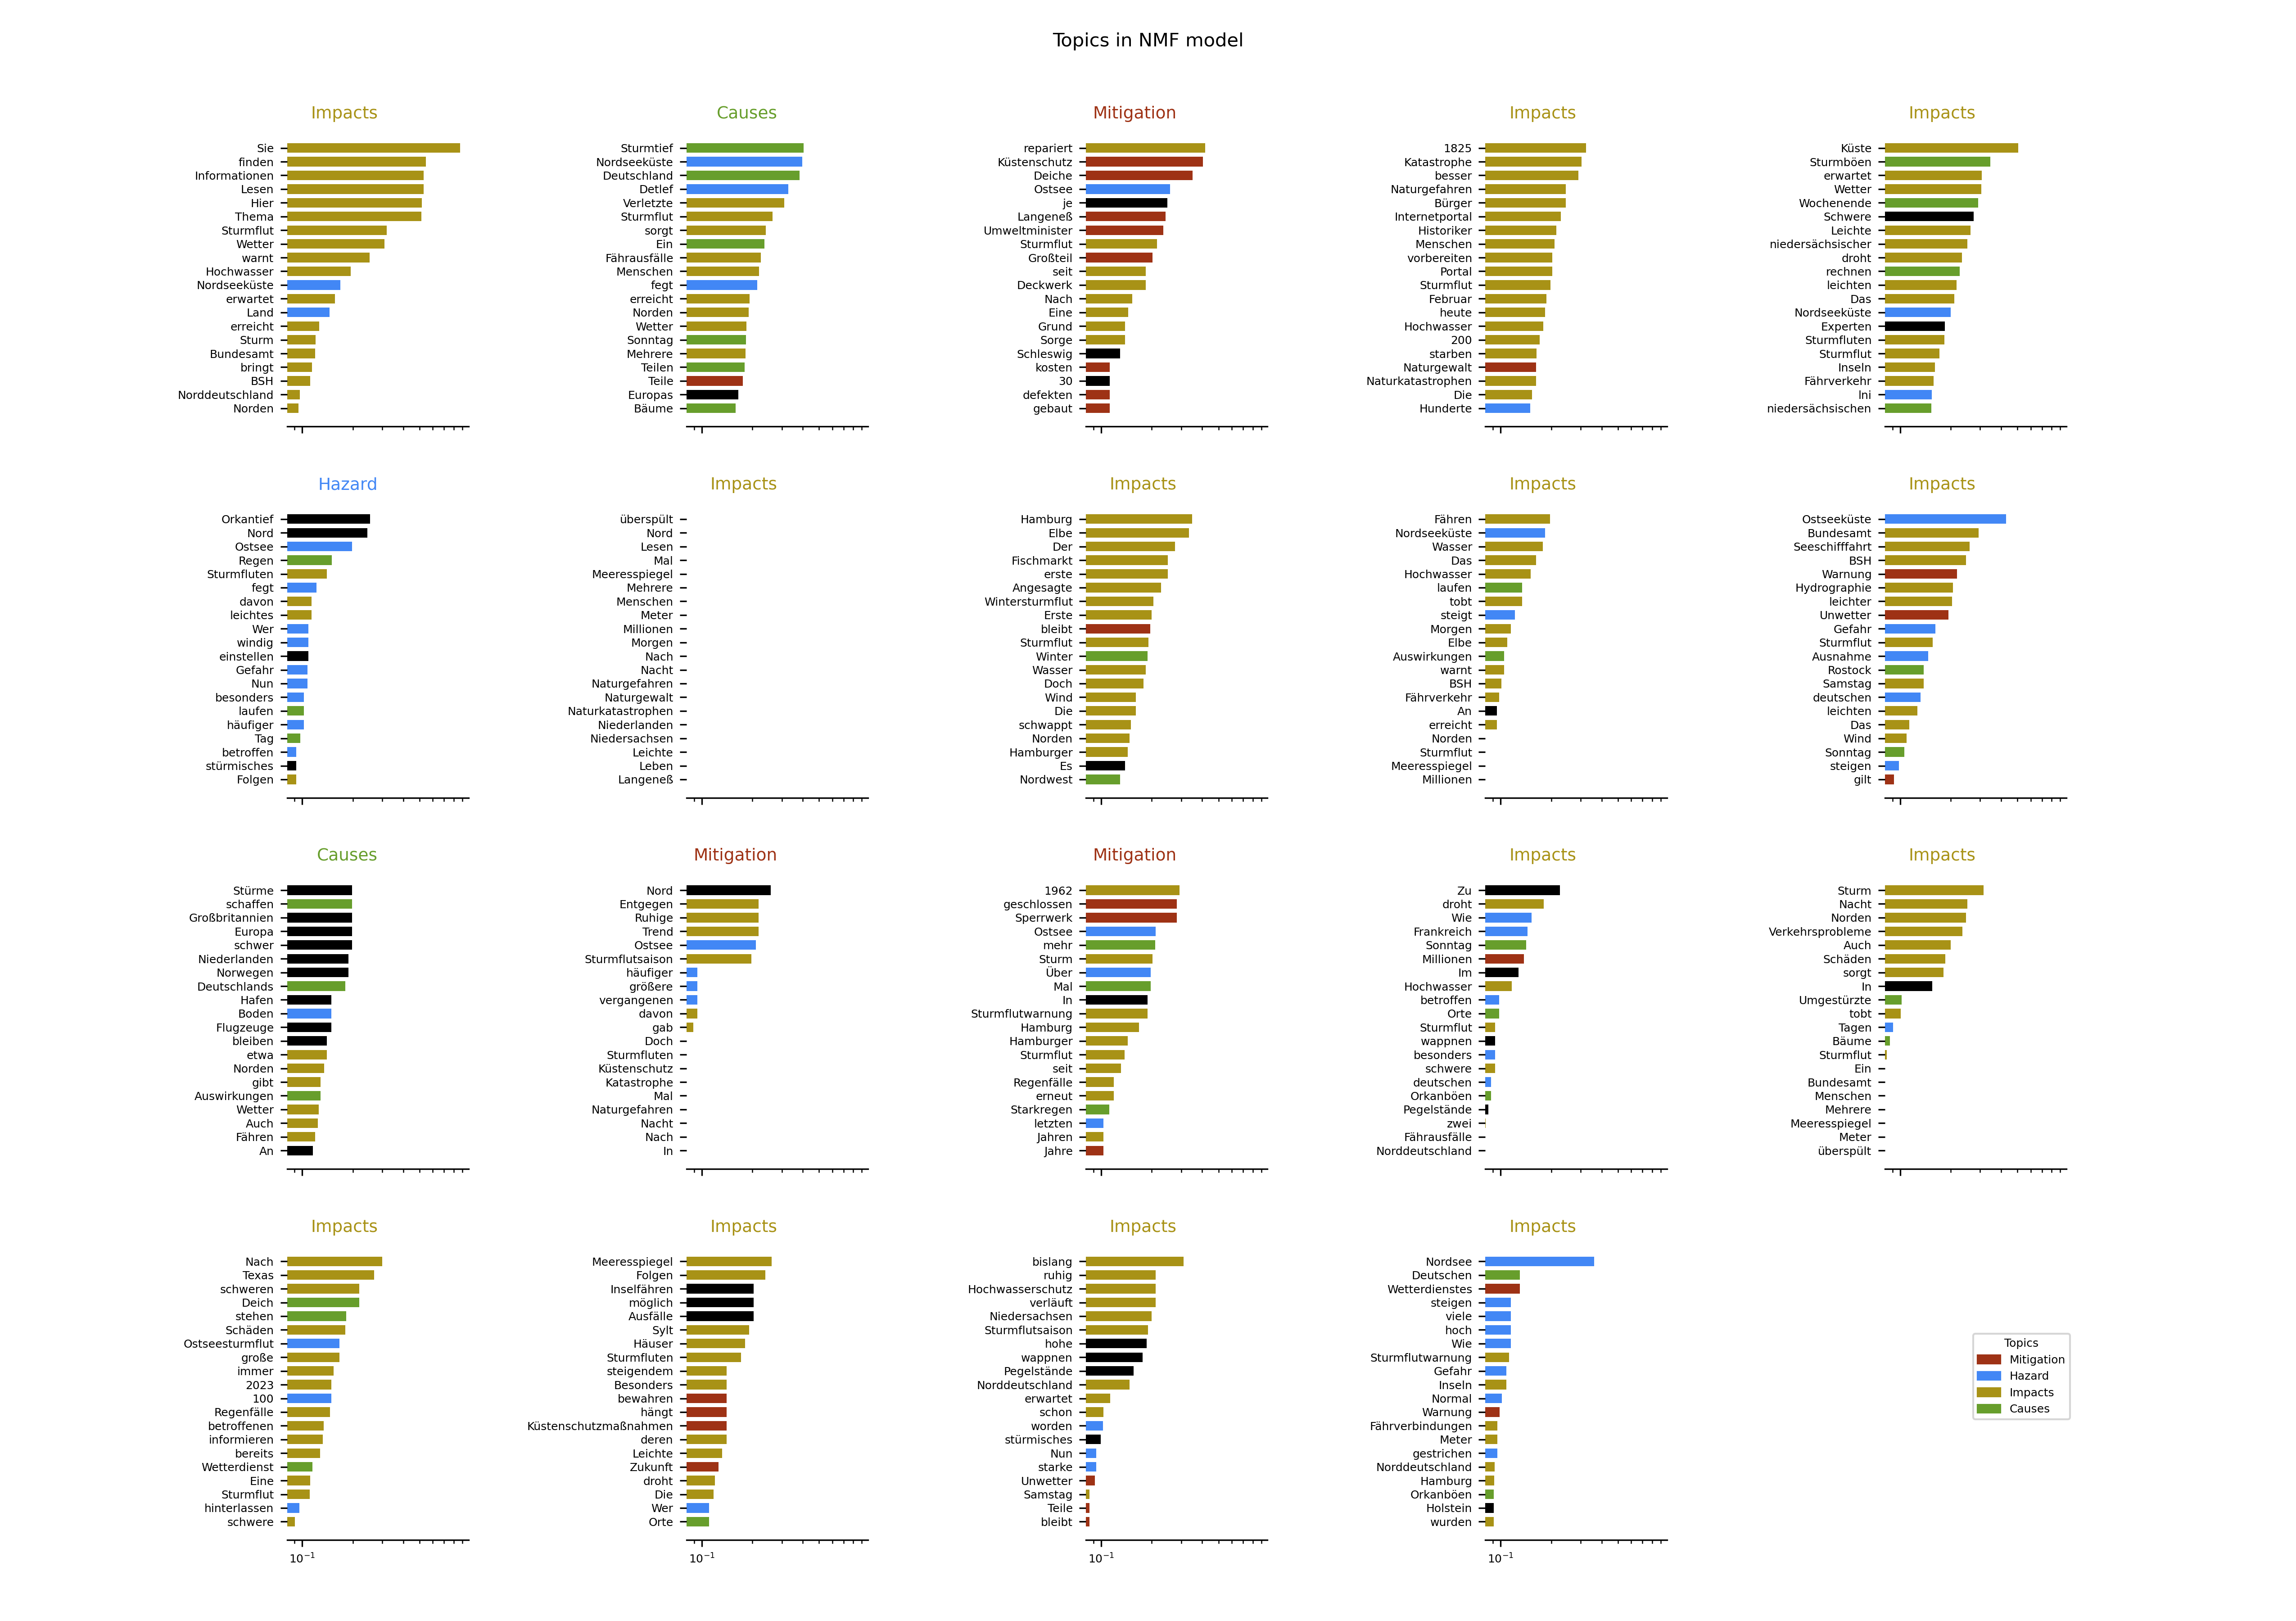 Topics in NMF model
Impacts
Sie
finden
Informationen
Lesen
Hier
Thema
Sturmflut
Wetter
warnt
Hochwasser
Nordseeküste
erwartet
Land
erreicht
Sturm
Bundesamt
bringt
BSH
Norddeutschland
Norden
Causes
Sturmtief
Nordseeküste
Deutschland
Detlef
Verletzte
Sturmflut
sorgt
Ein
Fährausfälle
Menschen
fegt
erreicht
Norden
Wetter
Sonntag
Mehrere
Teilen
Teile
Europas
Bäume
Mitigation
repariert
Küstenschutz
Deiche
Ostsee
je
Langeneß
Umweltminister
Sturmflut
Großteil
seit
Deckwerk
Nach
Eine
Grund
Sorge
Schleswig
kosten
30
defekten
gebaut
Impacts
1825
Katastrophe
besser
Naturgefahren
Bürger
Internetportal
Historiker
Menschen
vorbereiten
Portal
Sturmflut
Februar
heute
Hochwasser
200
starben
Naturgewalt
Naturkatastrophen
Die
Hunderte
Impacts
Küste
Sturmböen
erwartet
Wetter
Wochenende
Schwere
Leichte
niedersächsischer
droht
rechnen
leichten
Das
Nordseeküste
Experten
Sturmfluten
Sturmflut
Inseln
Fährverkehr
Ini
niedersächsischen
Hazard
Orkantief
Nord
Ostsee
Regen
Sturmfluten
fegt
davon
leichtes
Wer
windig
einstellen
Gefahr
Nun
besonders
laufen
häufiger
Tag
betroffen
stürmisches
Folgen
Impacts
überspült
Nord
Lesen
Mal
Meeresspiegel
Mehrere
Menschen
Meter
Millionen
Morgen
Nach
Nacht
Naturgefahren
Naturgewalt
Naturkatastrophen
Niederlanden
Niedersachsen
Leichte
Leben
Langeneß
Impacts
Hamburg
Elbe
Der
Fischmarkt
erste
Angesagte
Wintersturmflut
Erste
bleibt
Sturmflut
Winter
Wasser
Doch
Wind
Die
schwappt
Norden
Hamburger
Es
Nordwest
Impacts
Fähren
Nordseeküste
Wasser
Das
Hochwasser
laufen
tobt
steigt
Morgen
Elbe
Auswirkungen
warnt
BSH
Fährverkehr
An
erreicht
Norden
Sturmflut
Meeresspiegel
Millionen
Impacts
Ostseeküste
Bundesamt
Seeschifffahrt
BSH
Warnung
Hydrographie
leichter
Unwetter
Gefahr
Sturmflut
Ausnahme
Rostock
Samstag
deutschen
leichten
Das
Wind
Sonntag
steigen
gilt
Causes
Stürme
schaffen
Großbritannien
Europa
schwer
Niederlanden
Norwegen
Deutschlands
Hafen
Boden
Flugzeuge
bleiben
etwa
Norden
gibt
Auswirkungen
Wetter
Auch
Fähren
An
Mitigation
Nord
Entgegen
Ruhige
Trend
Ostsee
Sturmflutsaison
häufiger
größere
vergangenen
davon
gab
Doch
Sturmfluten
Küstenschutz
Katastrophe
Mal
Naturgefahren
Nacht
Nach
In
Mitigation
1962
geschlossen
Sperrwerk
Ostsee
mehr
Sturm
Über
Mal
In
Sturmflutwarnung
Hamburg
Hamburger
Sturmflut
seit
Regenfälle
erneut
Starkregen
letzten
Jahren
Jahre
Impacts
Zu
droht
Wie
Frankreich
Sonntag
Millionen
Im
Hochwasser
betroffen
Orte
Sturmflut
wappnen
besonders
schwere
deutschen
Orkanböen
Pegelstände
zwei
Fährausfälle
Norddeutschland
Impacts
Sturm
Nacht
Norden
Verkehrsprobleme
Auch
Schäden
sorgt
In
Umgestürzte
tobt
Tagen
Bäume
Sturmflut
Ein
Bundesamt
Menschen
Mehrere
Meeresspiegel
Meter
überspült
Impacts
Nach
Texas
schweren
Deich
stehen
Schäden
Ostseesturmflut
große
immer
2023
100
Regenfälle
betroffenen
informieren
bereits
Wetterdienst
Eine
Sturmflut
hinterlassen
schwere
10⁻¹
Impacts
Meeresspiegel
Folgen
Inselfähren
möglich
Ausfälle
Sylt
Häuser
Sturmfluten
steigendem
Besonders
bewahren
hängt
Küstenschutzmaßnahmen
deren
Leichte
Zukunft
droht
Die
Wer
Orte
10⁻¹
Impacts
bislang
ruhig
Hochwasserschutz
verläuft
Niedersachsen
Sturmflutsaison
hohe
wappnen
Pegelstände
Norddeutschland
erwartet
schon
worden
stürmisches
Nun
starke
Unwetter
Samstag
Teile
bleibt
10⁻¹
Impacts
Nordsee
Deutschen
Wetterdienstes
steigen
viele
hoch
Wie
Sturmflutwarnung
Gefahr
Inseln
Normal
Warnung
Fährverbindungen
Meter
gestrichen
Norddeutschland
Hamburg
Orkanböen
Holstein
wurden
10⁻¹
Topics
Mitigation
Hazard
Impacts
Causes